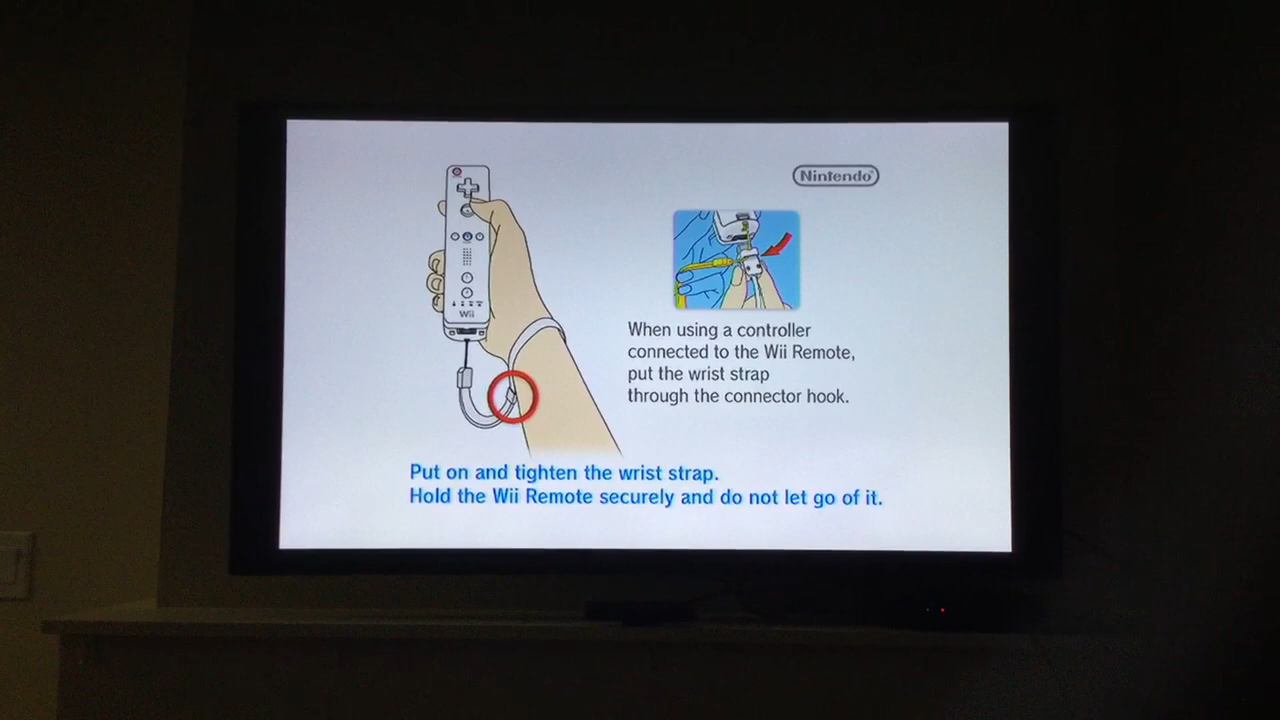 Nintendo
Wii
When using a controller
connected to the Wii Remote,
put the wrist strap
through the connector hook.
Put on and tighten the wrist strap.
Hold the Wii Remote securely and do not let go of it.